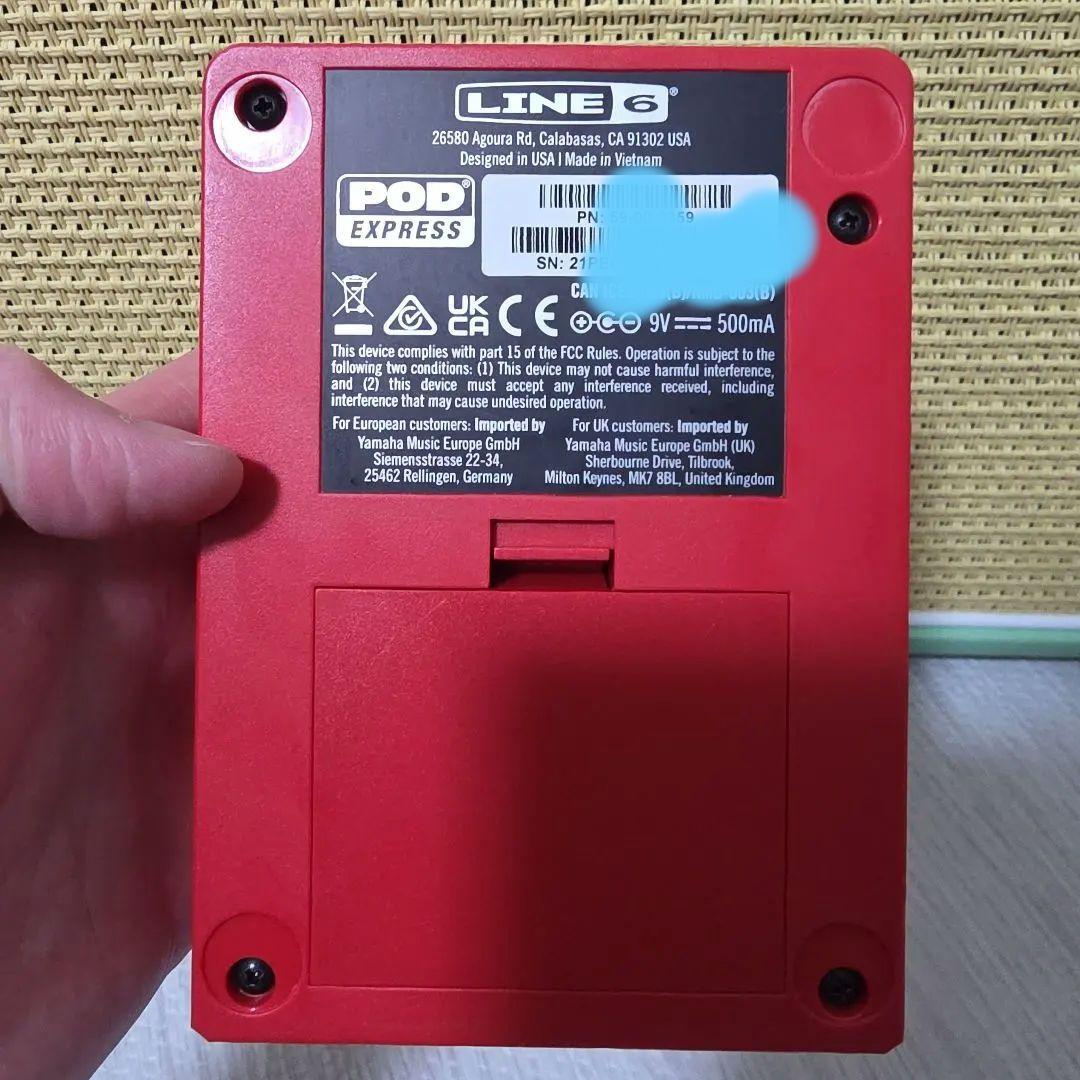 LINE 6®
26580 Agoura Rd, Calabasas, CA 91302 USA
Designed in USA | Made in Vietnam
POD®
EXPRESS
PN:
SN:
CAN
UK
CA
CE
9V 500mA
This device complies with part 15 of the FCC Rules. Operation is subject to the
following two conditions: (1) This device may not cause harmful interference,
and (2) this device must accept any interference received, including
interference that may cause undesired operation.
For European customers: Imported by
Yamaha Music Europe GmbH
Siemensstrasse 22-34,
25462 Rellingen, Germany
For UK customers: Imported by
Yamaha Music Europe GmbH (UK)
Sherbourne Drive, Tilbrook,
Milton Keynes, MK7 8BL, United Kingdom